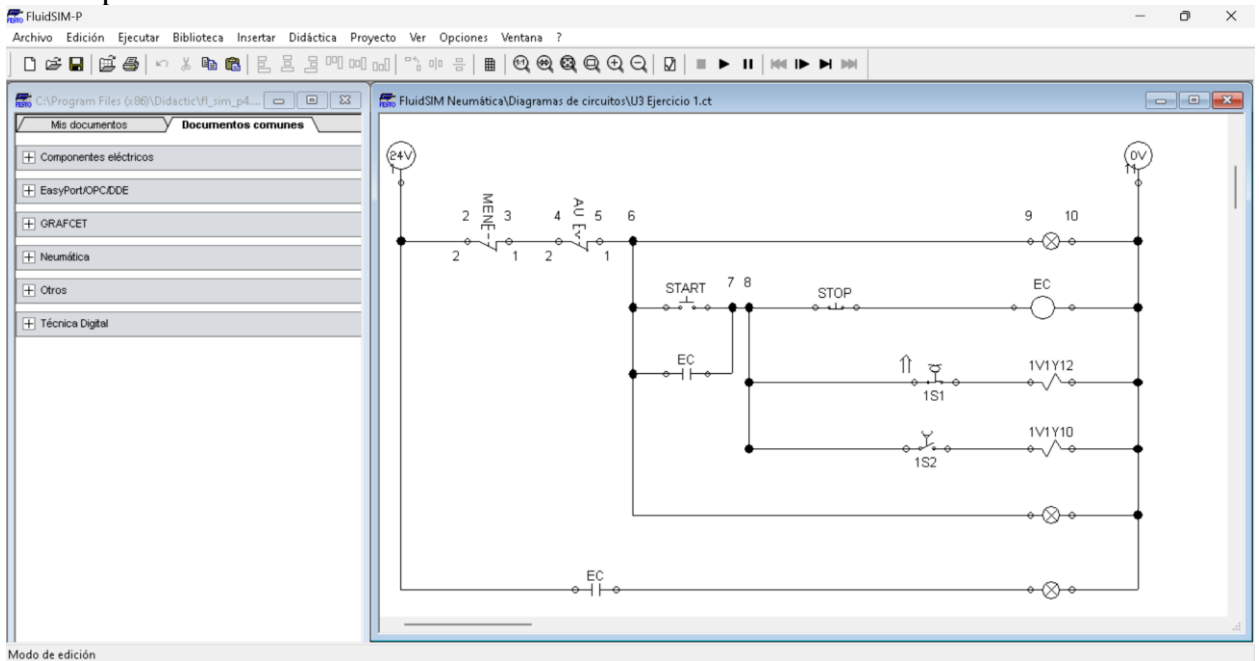 FluidSIM-P
Archivo Edición Ejecutar Biblioteca Insertar Didáctica Proyecto Ver Opciones Ventana ?
C:\Program Files (x86)\Didactic\fl_sim_p4....
FluidSIM Neumática\Diagramas de circuitos\U3 Ejercicio 1.ct
Mis documentos Documentos comunes
Componentes eléctricos
EasyPort/OPC/DDE
GRAFCET
Neumática
Otros
Técnica Digital
24V 0V
1 11
MENE AU
2 3 4 5 6 9 10
2 1 2 1
START 7 8 STOP EC
EC 1V1Y12
1S1
1V1Y10
1S2
EC
Modo de edición